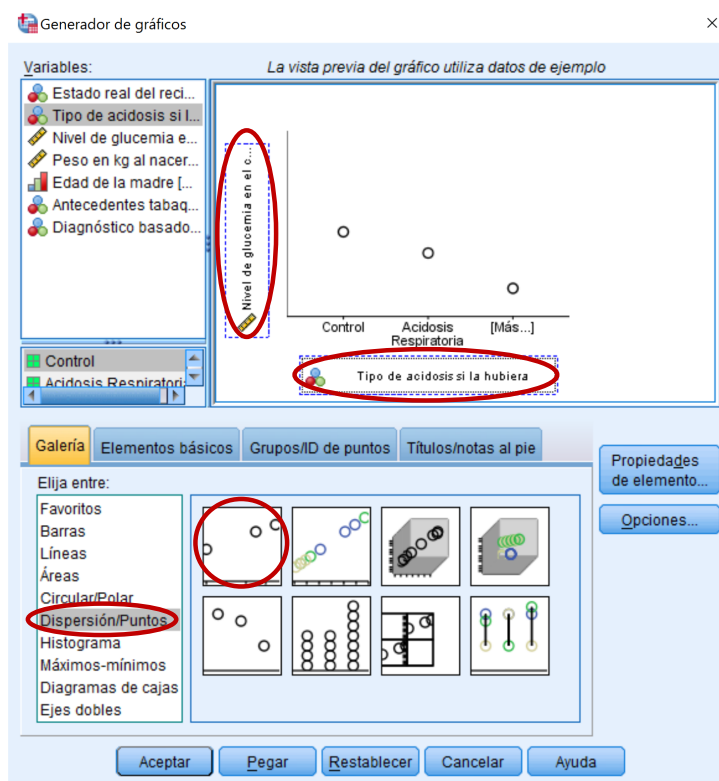 Generador de gráficos
Variables:
La vista previa del gráfico utiliza datos de ejemplo
Estado real del reci...
Tipo de acidosis si l...
Nivel de glucemia e...
Peso en kg al nacer...
Edad de la madre [...
Antecedentes tabaq...
Diagnóstico basado...
Control
Acidosis Respiratori
Nivel de glucemia en el c...
Control
Acidosis
Respiratoria
[Más...]
Tipo de acidosis si la hubiera
Galería
Elementos básicos
Grupos/ID de puntos
Títulos/notas al pie
Propiedades
de elemento...
Opciones...
Elija entre:
Favoritos
Barras
Líneas
Áreas
Circular/Polar
Dispersión/Puntos
Histograma
Máximos-mínimos
Diagramas de cajas
Ejes dobles
Aceptar
Pegar
Restablecer
Cancelar
Ayuda